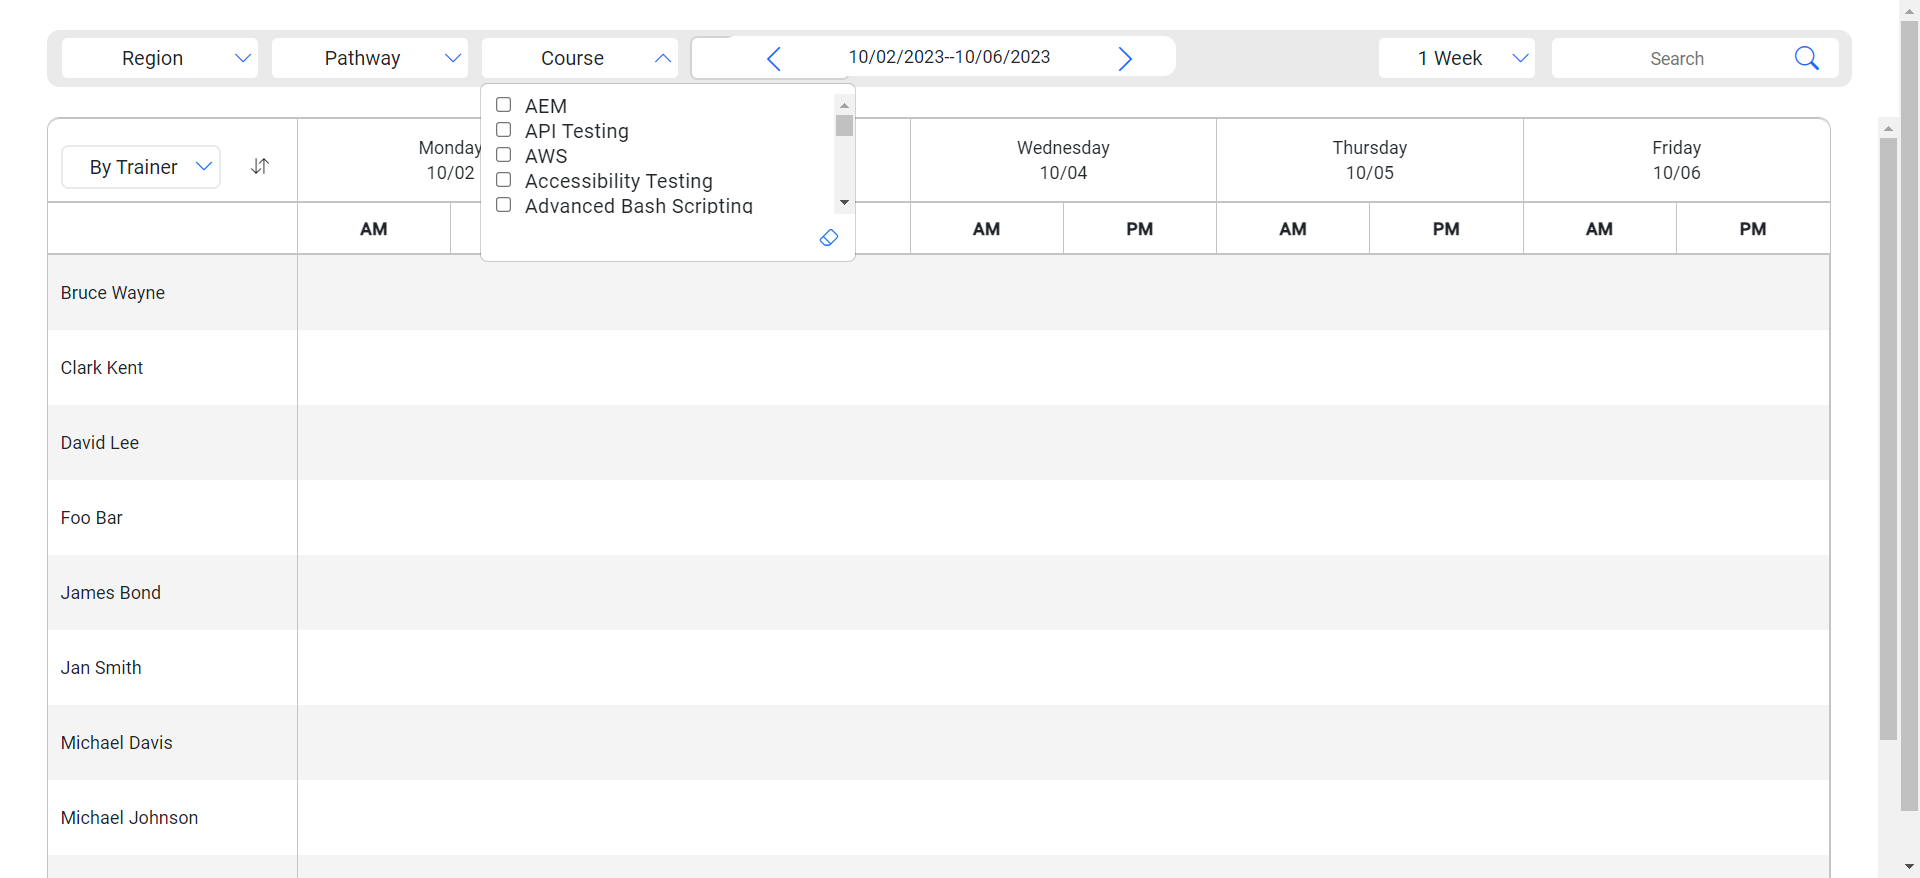 Region
Pathway
Course
10/02/2023--10/06/2023
1 Week
Search
AEM
API Testing
AWS
Accessibility Testing
Advanced Bash Scripting
By Trainer
Monday
10/02
Wednesday
10/04
Thursday
10/05
Friday
10/06
AM
AM
PM
AM
PM
AM
PM
Bruce Wayne
Clark Kent
David Lee
Foo Bar
James Bond
Jan Smith
Michael Davis
Michael Johnson